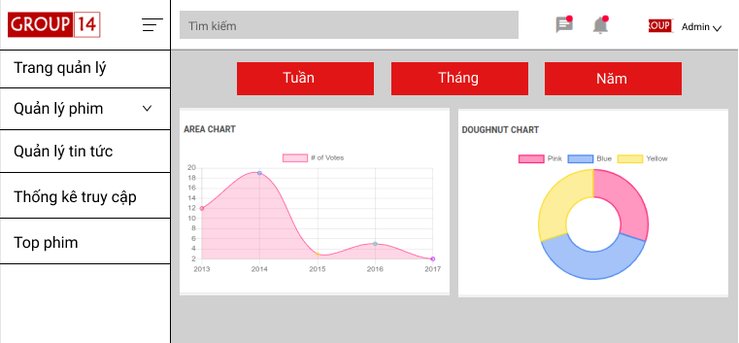 GROUP 14
Tìm kiếm
GROUP
Admin
Trang quản lý
Quản lý phim
Quản lý tin tức
Thống kê truy cập
Top phim
Tuần
Tháng
Năm
AREA CHART
# of Votes
20
18
16
14
12
10
8
6
4
2
2013 2014 2015 2016 2017
DOUGHNUT CHART
Pink Blue Yellow